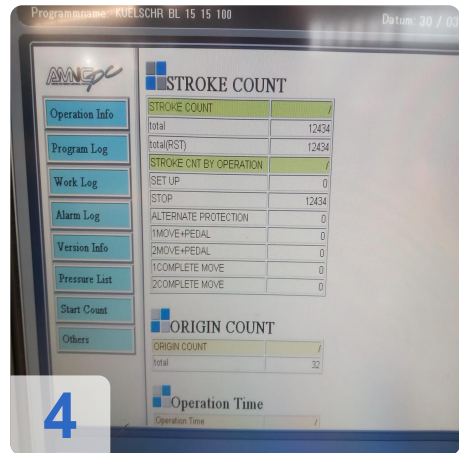 Programmname: KUELSCHR BL 15 15 100
Datum: 30 / 03
AMNC PC
Operation Info
Program Log
Work Log
Alarm Log
Version Info
Pressure List
Start Count
Others
STROKE COUNT
STROKE COUNT /
total 12434
total(RST) 12434
STROKE CNT BY OPERATION /
SET UP 0
STOP 12434
ALTERNATE PROTECTION 0
1MOVE+PEDAL 0
2MOVE+PEDAL 0
1COMPLETE MOVE 0
2COMPLETE MOVE 0
ORIGIN COUNT
ORIGIN COUNT /
total 32
Operation Time
Operation Time /
4